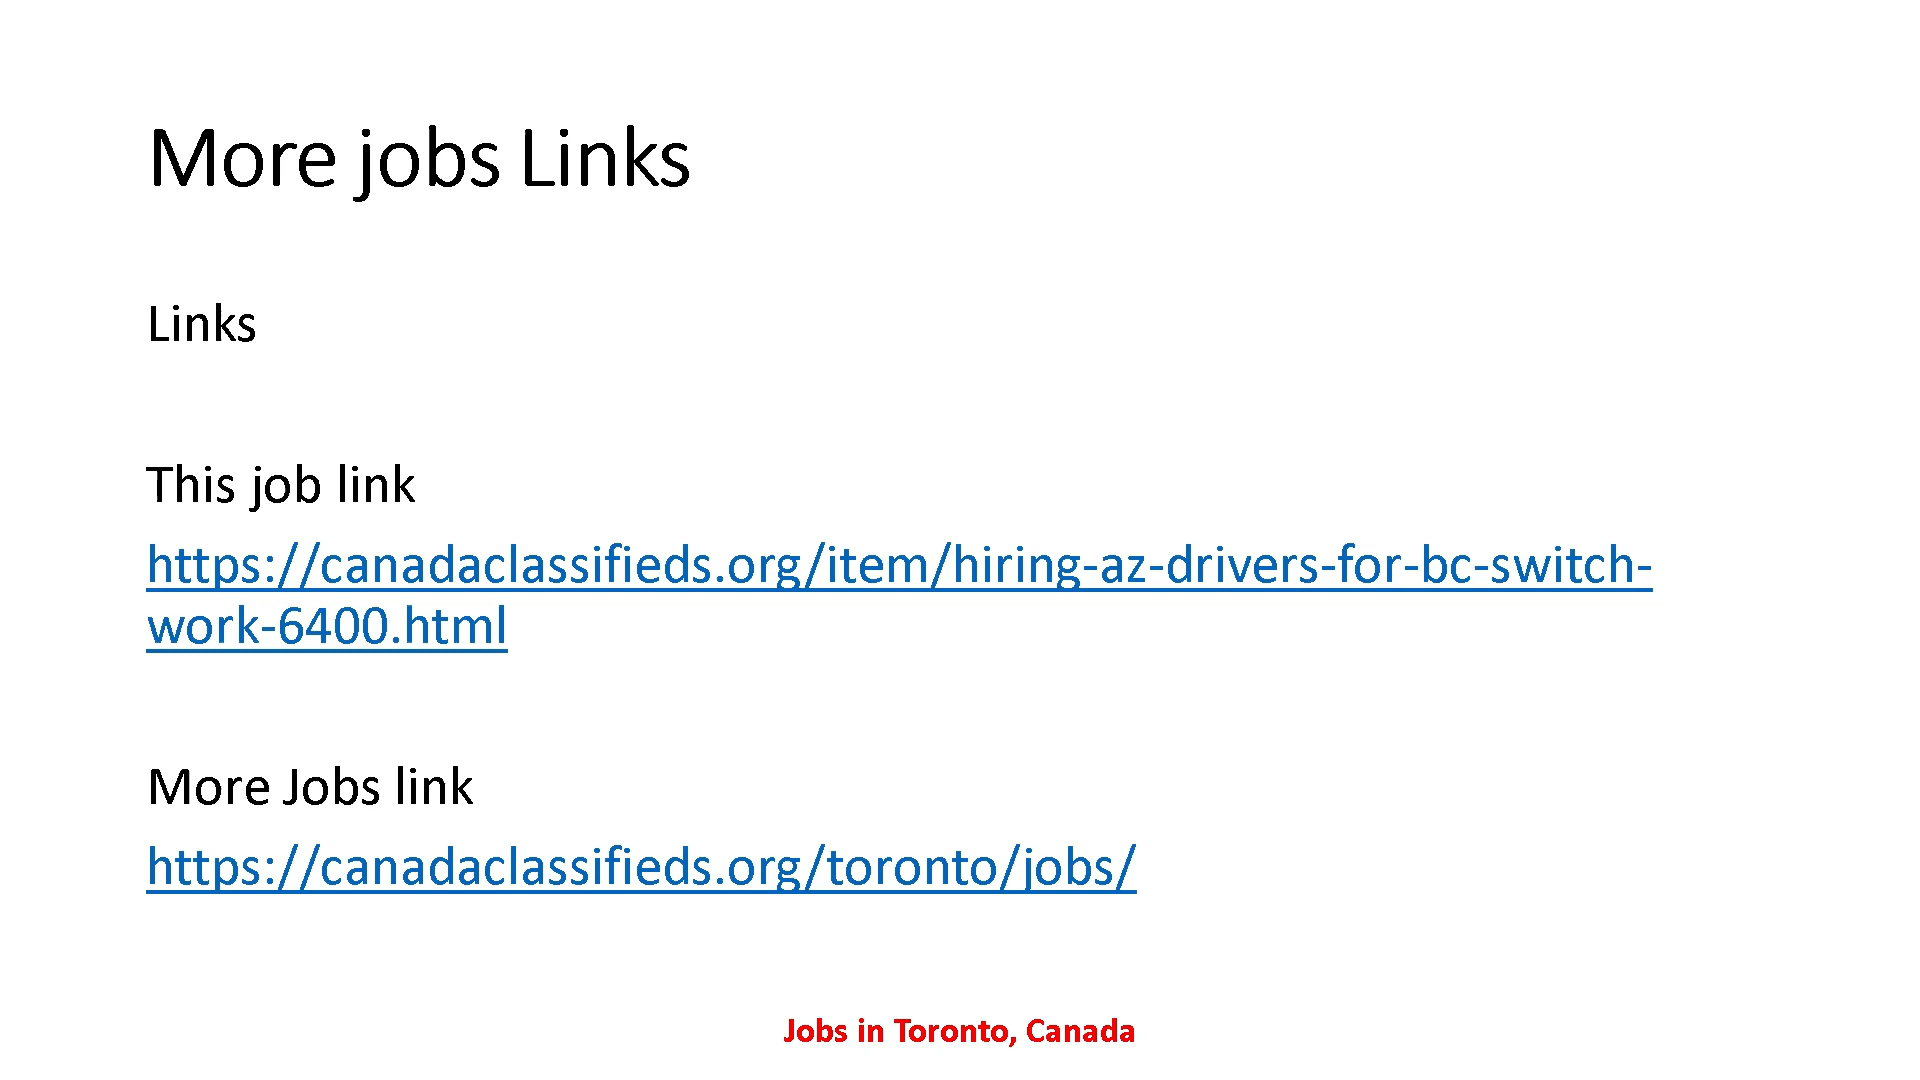 More jobs Links
Links
This job link
https://canadaclassifieds.org/item/hiring-az-drivers-for-bc-switch-
work-6400.html
More Jobs link
https://canadaclassifieds.org/toronto/jobs/
Jobs in Toronto, Canada